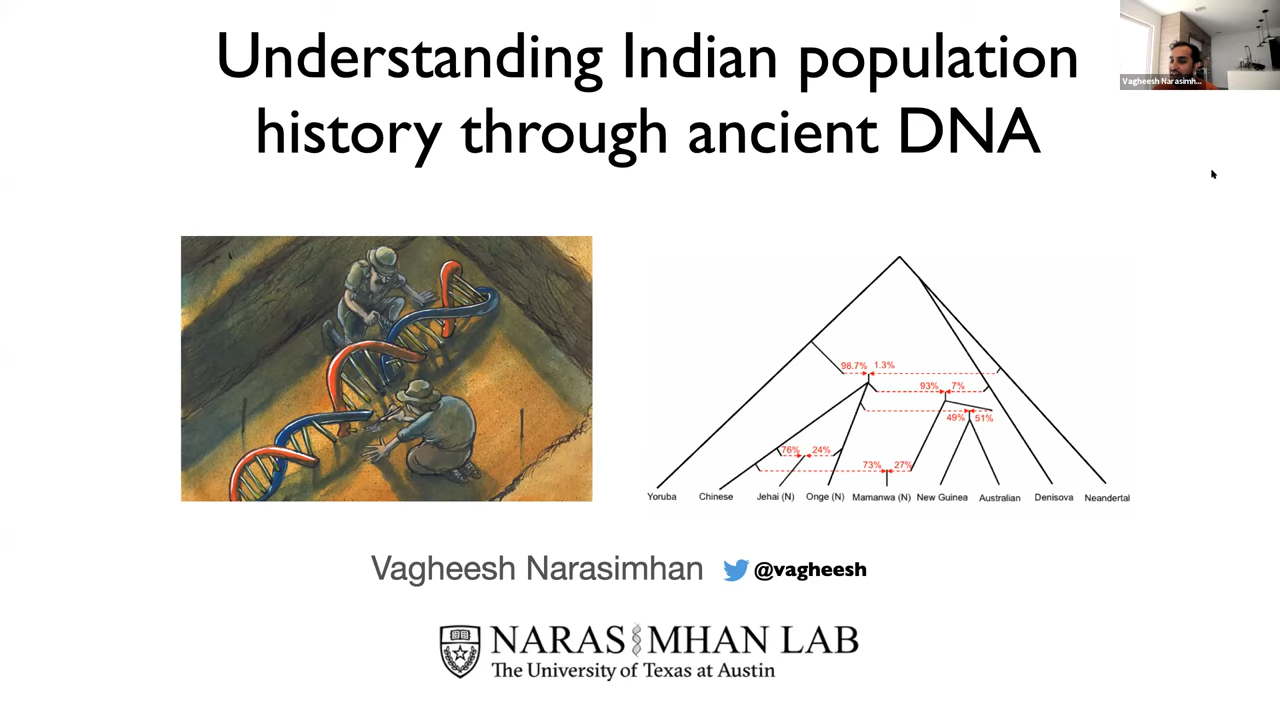 Understanding Indian population
history through ancient DNA
Vagheesh Narasimh...
98.7% 1.3%
93% 7%
49% 51%
76% 24%
73% 27%
Yoruba Chinese Jehai (N) Onge (N) Mamanwa (N) New Guinea Australian Denisova Neandertal
Vagheesh Narasimhan @vagheesh
NARASIMHAN LAB
The University of Texas at Austin